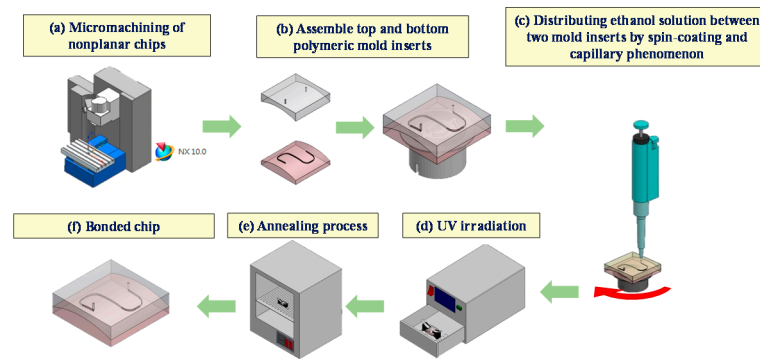 (a) Micromachining of
nonplanar chips
(b) Assemble top and bottom
polymeric mold inserts
(c) Distributing ethanol solution between
two mold inserts by spin-coating and
capillary phenomenon
NX 10.0
(f) Bonded chip
(e) Annealing process
(d) UV irradiation